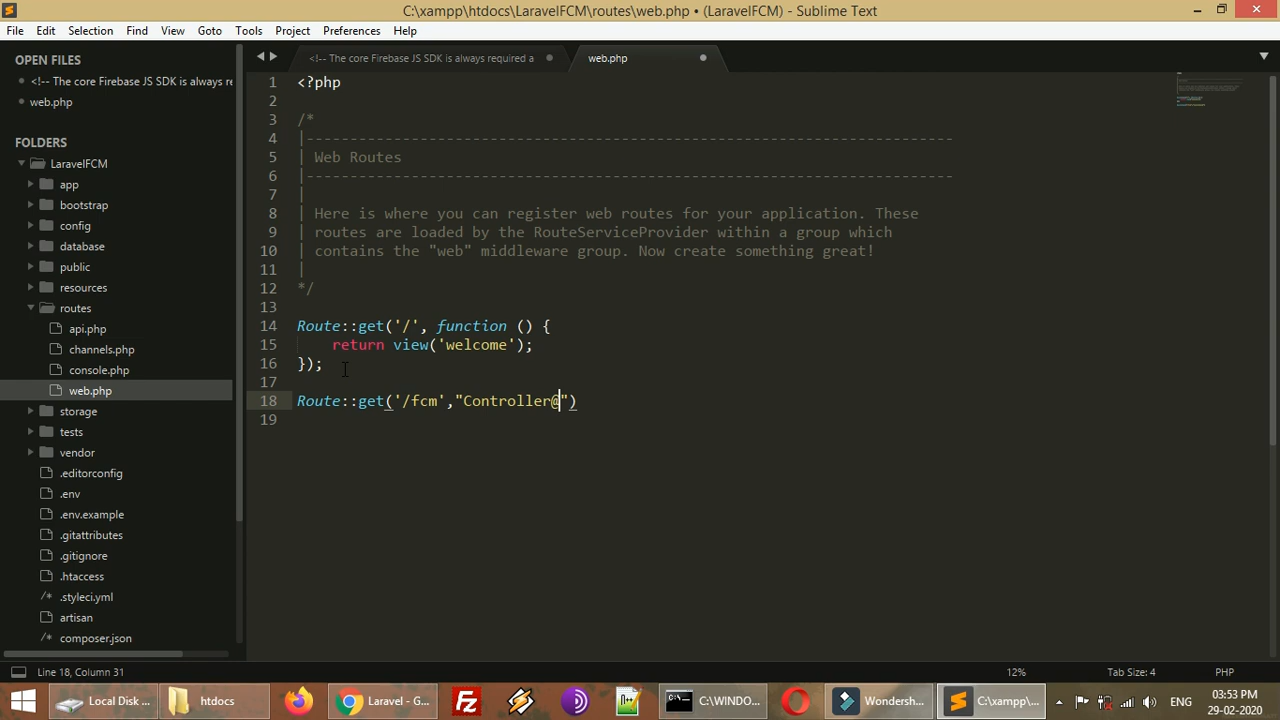 C:\xampp\htdocs\LaravelFCM\routes\web.php • (LaravelFCM) - Sublime Text
File Edit Selection Find View Goto Tools Project Preferences Help
OPEN FILES
<!-- The core Firebase JS SDK is always re
web.php
FOLDERS
LaravelFCM
app
bootstrap
config
database
public
resources
routes
api.php
channels.php
console.php
web.php
storage
tests
vendor
.editorconfig
.env
.env.example
.gitattributes
.gitignore
.htaccess
/* .styleci.yml
artisan
/* composer.json
<!-- The core Firebase JS SDK is always required a
web.php
1 <?php
2
3 /*
4 |--------------------------------------------------------------------------
5 | Web Routes
6 |--------------------------------------------------------------------------
7 |
8 | Here is where you can register web routes for your application. These
9 | routes are loaded by the RouteServiceProvider within a group which
10 | contains the "web" middleware group. Now create something great!
11 |
12 */
13
14 Route::get('/', function () {
15 return view('welcome');
16 });
17
18 Route::get('/fcm',"Controller@")
19
Line 18, Column 31
12%
Tab Size: 4
PHP
Local Disk ...
htdocs
Laravel - G...
C:\WINDO...
Wondersh...
C:\xampp\...
ENG
03:53 PM
29-02-2020